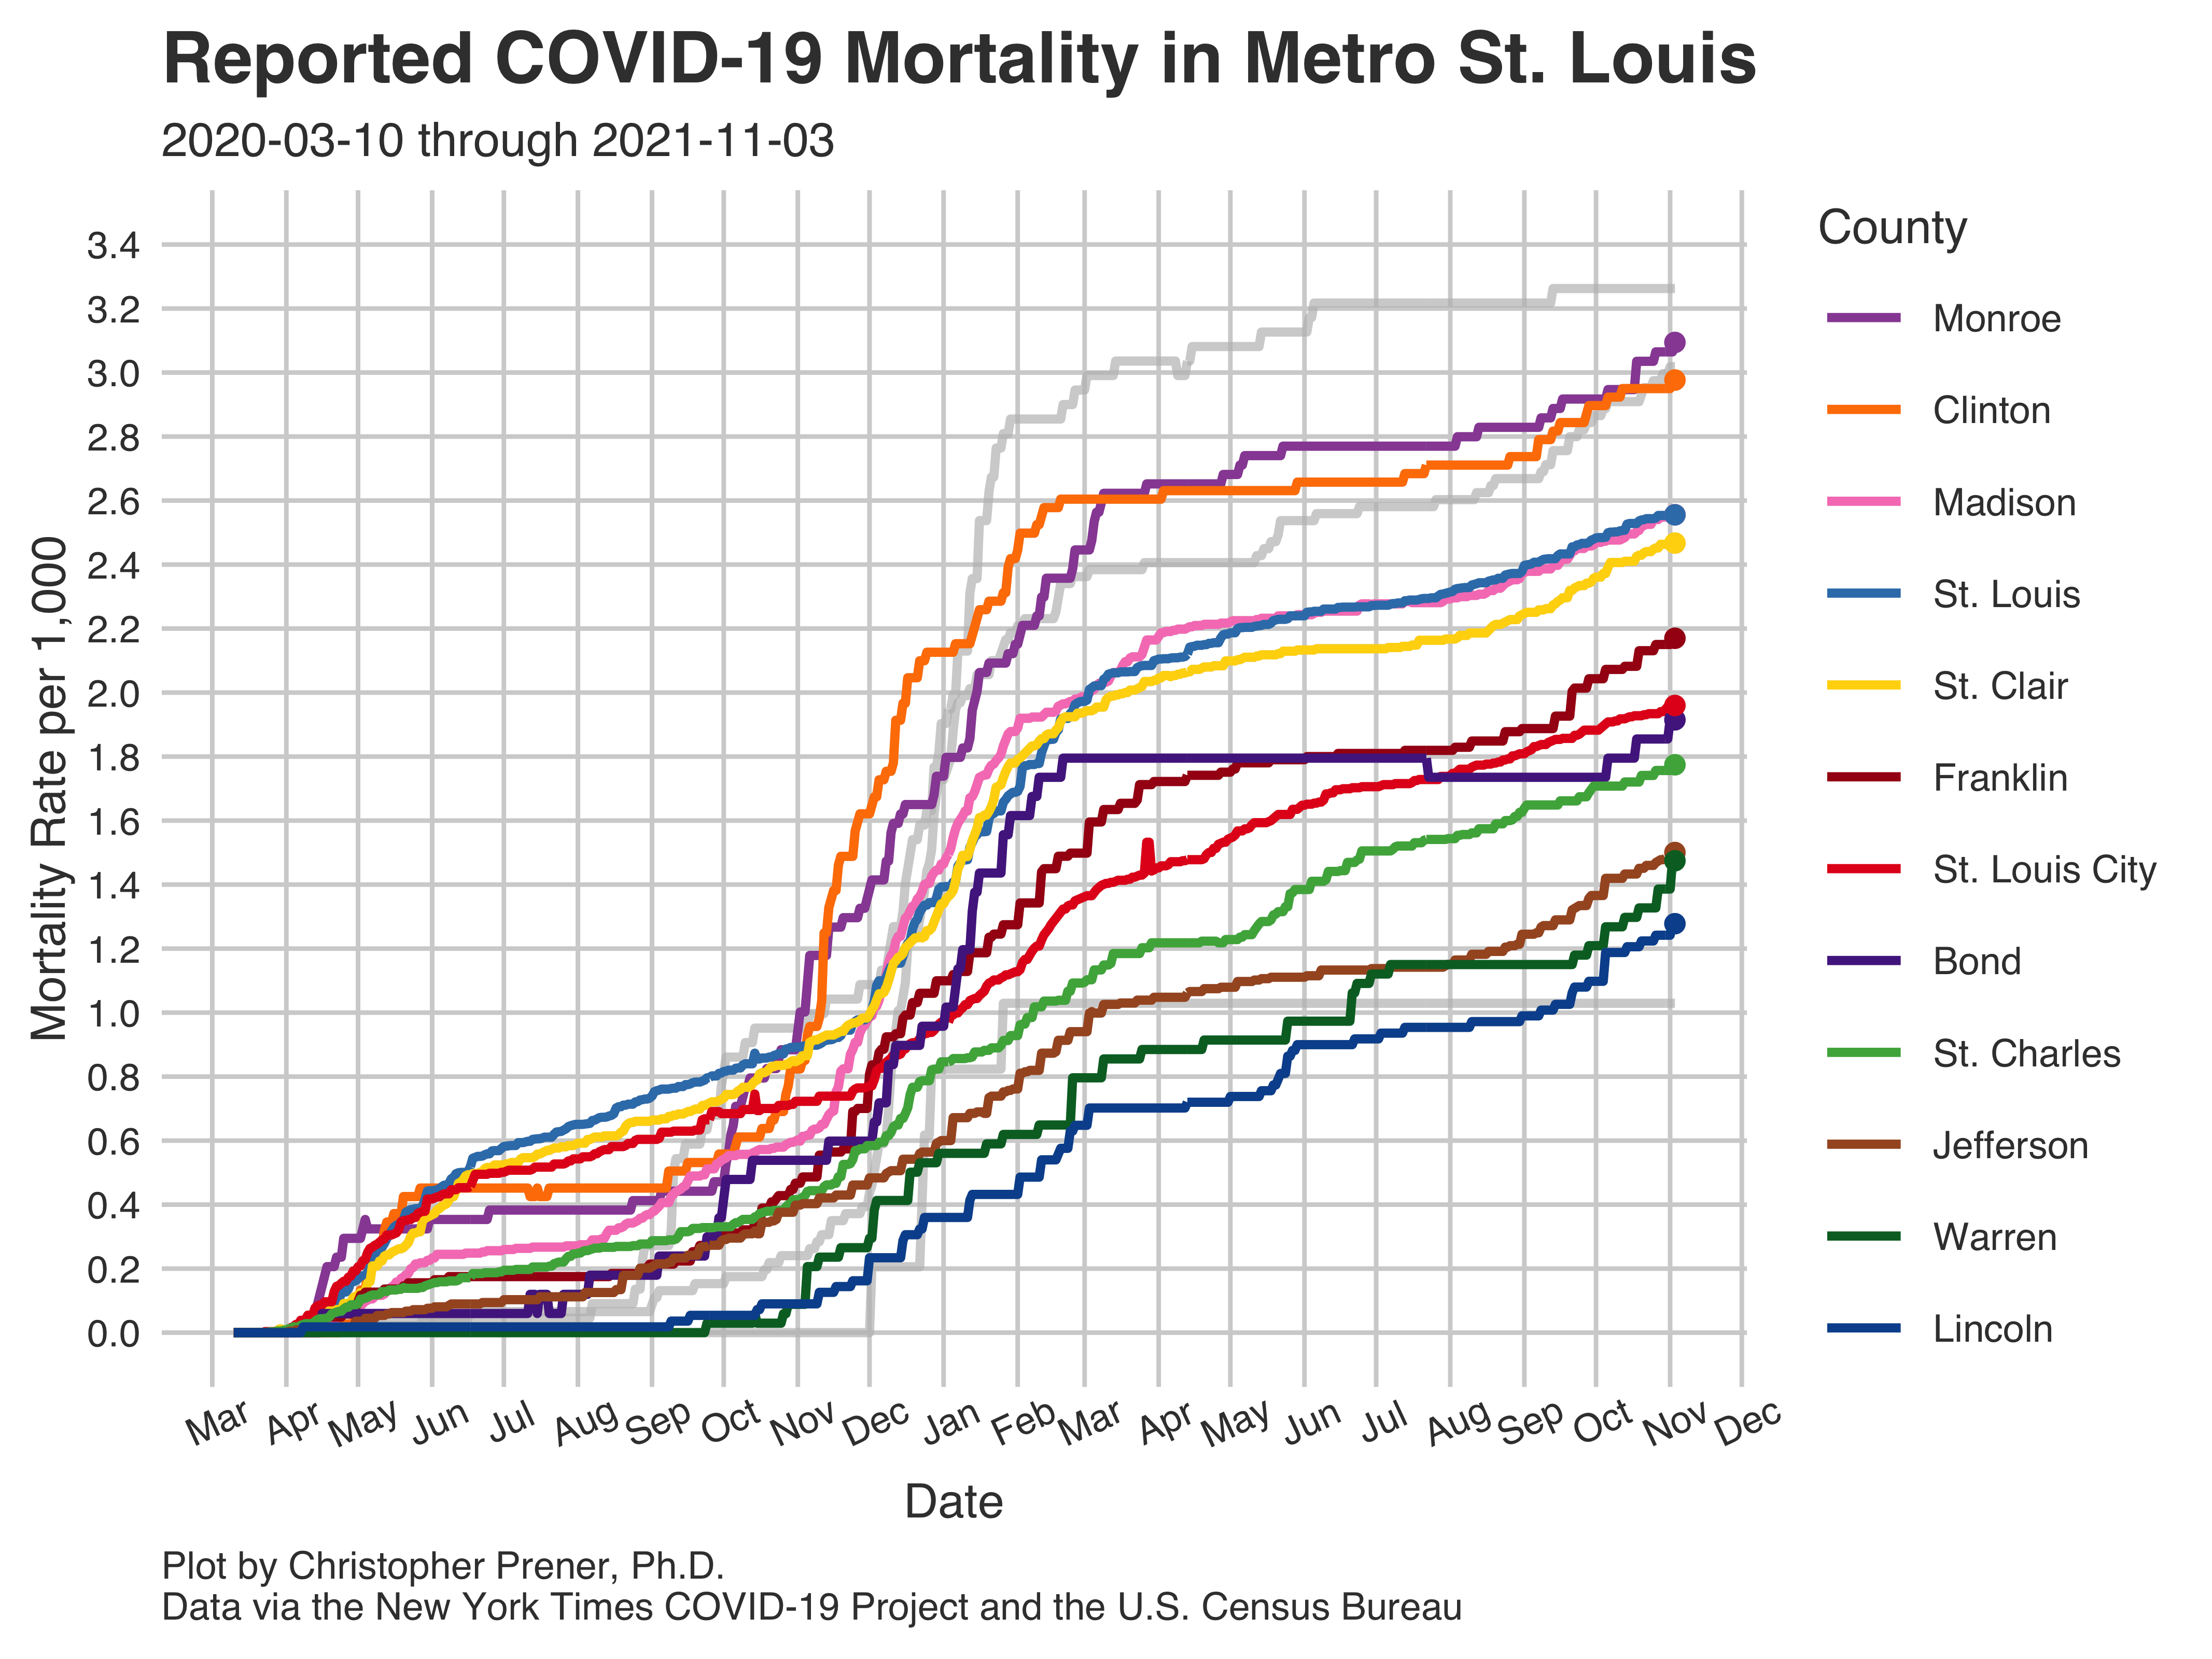 Reported COVID-19 Mortality in Metro St. Louis
2020-03-10 through 2021-11-03
Mortality Rate per 1,000
3.4
3.2
3.0
2.8
2.6
2.4
2.2
2.0
1.8
1.6
1.4
1.2
1.0
0.8
0.6
0.4
0.2
0.0
Mar Apr May Jun Jul Aug Sep Oct Nov Dec Jan Feb Mar Apr May Jun Jul Aug Sep Oct Nov Dec
Date
County
Monroe
Clinton
Madison
St. Louis
St. Clair
Franklin
St. Louis City
Bond
St. Charles
Jefferson
Warren
Lincoln
Plot by Christopher Prener, Ph.D.
Data via the New York Times COVID-19 Project and the U.S. Census Bureau